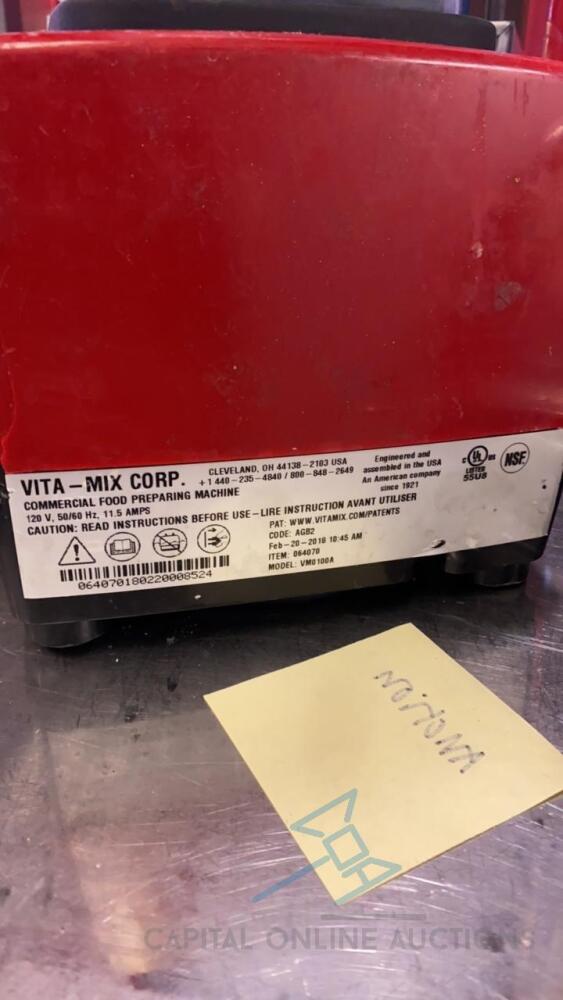 VITA-MIX CORP.
CLEVELAND, OH 44138-2103 USA
+1 440-235-4840 / 800-848-2649
Engineered and
assembled in the USA
An American company
since 1921
C UL US
LISTED
55U8
NSF
COMMERCIAL FOOD PREPARING MACHINE
120 V, 50/60 Hz, 11.5 AMPS
CAUTION: READ INSTRUCTIONS BEFORE USE-LIRE INSTRUCTION AVANT UTILISER
PAT: WWW.VITAMIX.COM/PATENTS
CODE: AGB2
Feb-20-2018 10:45 AM
ITEM: 064070
MODEL: VM0100A
064070180220008524
CAPITAL ONLINE AUCTIONS